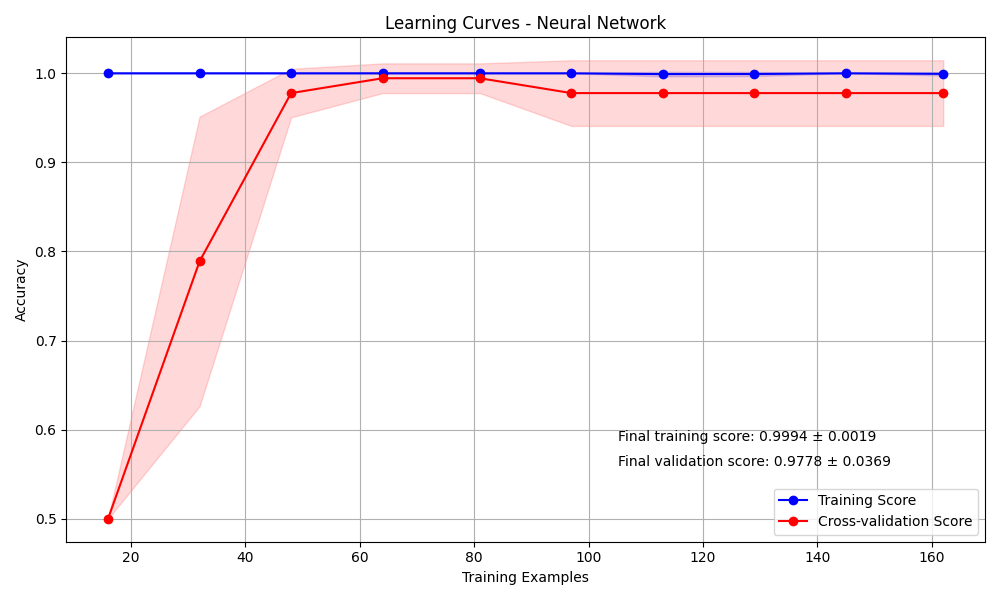 Learning Curves - Neural Network
1.0
0.9
0.8
0.7
0.6
0.5
Accuracy
Final training score: 0.9994 ± 0.0019
Final validation score: 0.9778 ± 0.0369
Training Score
Cross-validation Score
20 40 60 80 100 120 140 160
Training Examples